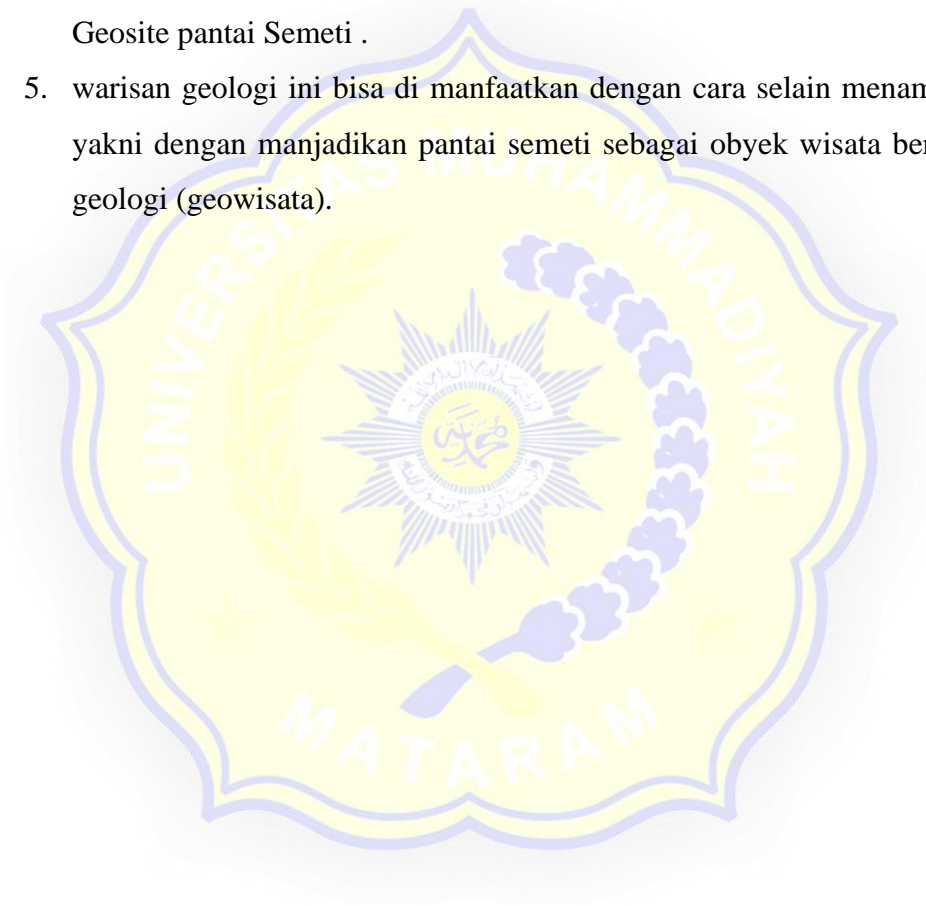 Geosite pantai Semeti .
5. warisan geologi ini bisa di manfaatkan dengan cara selain menam
yakni dengan manjadikan pantai semeti sebagai obyek wisata ber
geologi (geowisata).
UNIVERSITAS MUHAMMADIYAH
MATARAM